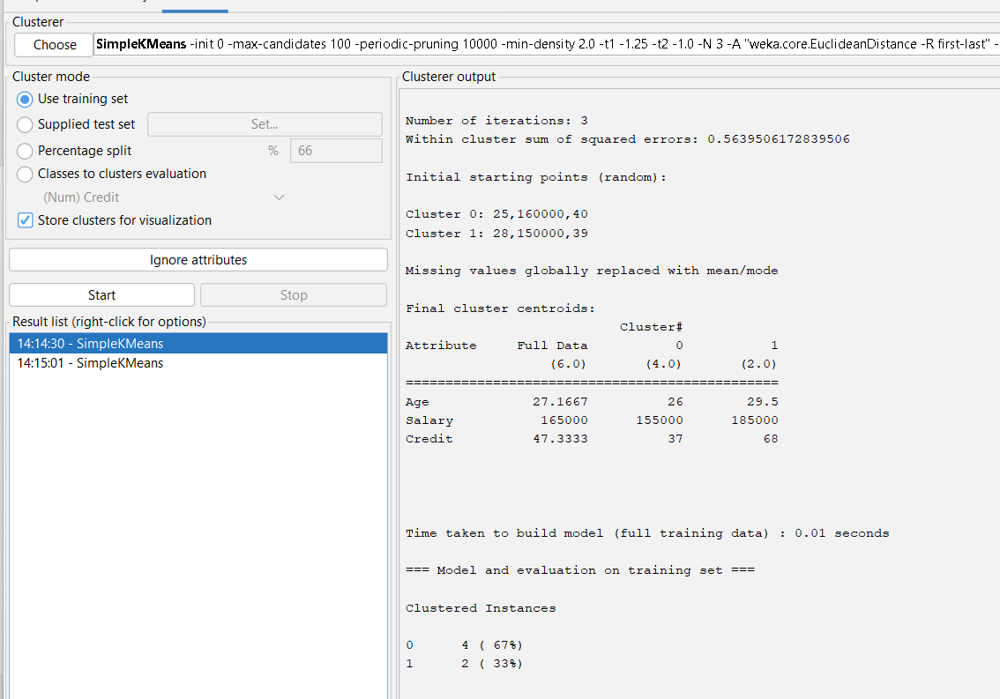 Clusterer
Choose SimpleKMeans -init 0 -max-candidates 100 -periodic-pruning 10000 -min-density 2.0 -t1 -1.25 -t2 -1.0 -N 3 -A "weka.core.EuclideanDistance -R first-last" -
Cluster mode
Use training set
Supplied test set Set...
Percentage split % 66
Classes to clusters evaluation
(Num) Credit
Store clusters for visualization
Ignore attributes
Start Stop
Result list (right-click for options)
14:14:30 - SimpleKMeans
14:15:01 - SimpleKMeans
Clusterer output
Number of iterations: 3
Within cluster sum of squared errors: 0.5639506172839506
Initial starting points (random):
Cluster 0: 25,160000,40
Cluster 1: 28,150000,39
Missing values globally replaced with mean/mode
Final cluster centroids:
Cluster#
Attribute Full Data 0 1
(6.0) (4.0) (2.0)
================================================
Age 27.1667 26 29.5
Salary 165000 155000 185000
Credit 47.3333 37 68
Time taken to build model (full training data) : 0.01 seconds
=== Model and evaluation on training set ===
Clustered Instances
0 4 ( 67%)
1 2 ( 33%)